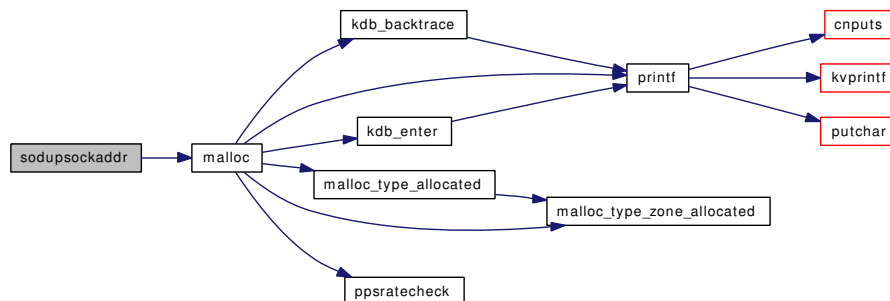 sodupsockaddr
malloc
kdb_backtrace
kdb_enter
malloc_type_allocated
ppsratecheck
printf
malloc_type_zone_allocated
cnputs
kvprintf
putchar